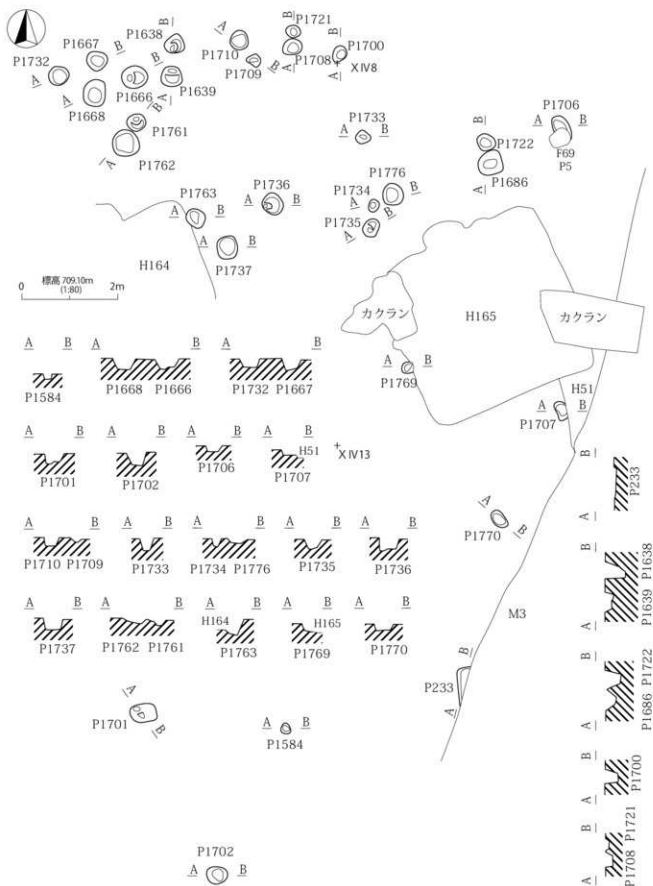 P1721
B
P1638
B
A
P1710
P1700
P1667
B
P1732
A
B
P1709
B
P1708
A
A
XⅣ8
A
P1666
A
P1639
P1668
B
P1761
A
P1762
P1733
A B
P1706
A B
B
P1722
F69
P5
P1686
A
P1776
P1734
A
B
P1736
A B
P1763
A B
P1735
A
B
A B
P1737
H164
標高 709.10m
(1:80)
0 2m
カクラン
H165
カクラン
A B A B A B
P1584
P1668 P1666
P1732 P1667
A B
P1769
H51
A B
P1707
A B A B A B A B
H51
XⅣ13
P1701
P1702
P1706
P1707
B
P233
A
A
P1770
B
A B A B A B A B A B
P1710 P1709
P1733
P1734 P1776
P1735
P1736
B
P1639 P1638
A
M3
A B A B A B A B A B
H164
H165
P1737
P1762 P1761
P1763
P1769
P1770
B
P233
A
B
P1686 P1722
A
A
P1701
B
A B
P1584
B
P1700
A
B
P1708 P1721
A
P1702
A B